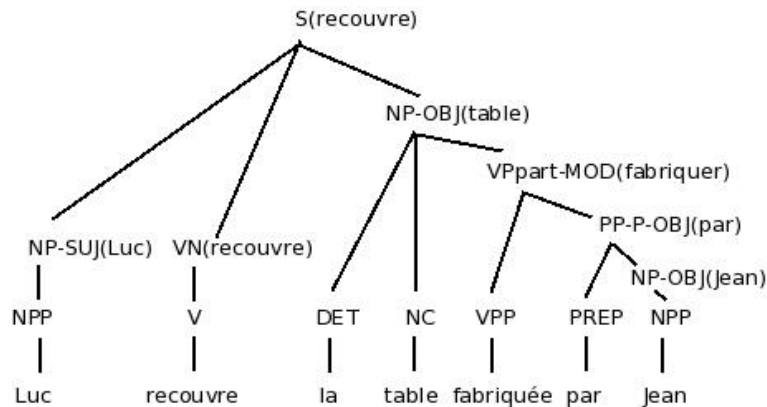 S(recouvre)
NP-OBJ(table)
VPpart-MOD(fabriquer)
PP-P-OBJ(par)
NP-SUJ(Luc) VN(recouvre)
NP-OBJ(Jean)
NPP V DET NC VPP PREP NPP
Luc recouvre la table fabriquée par Jean